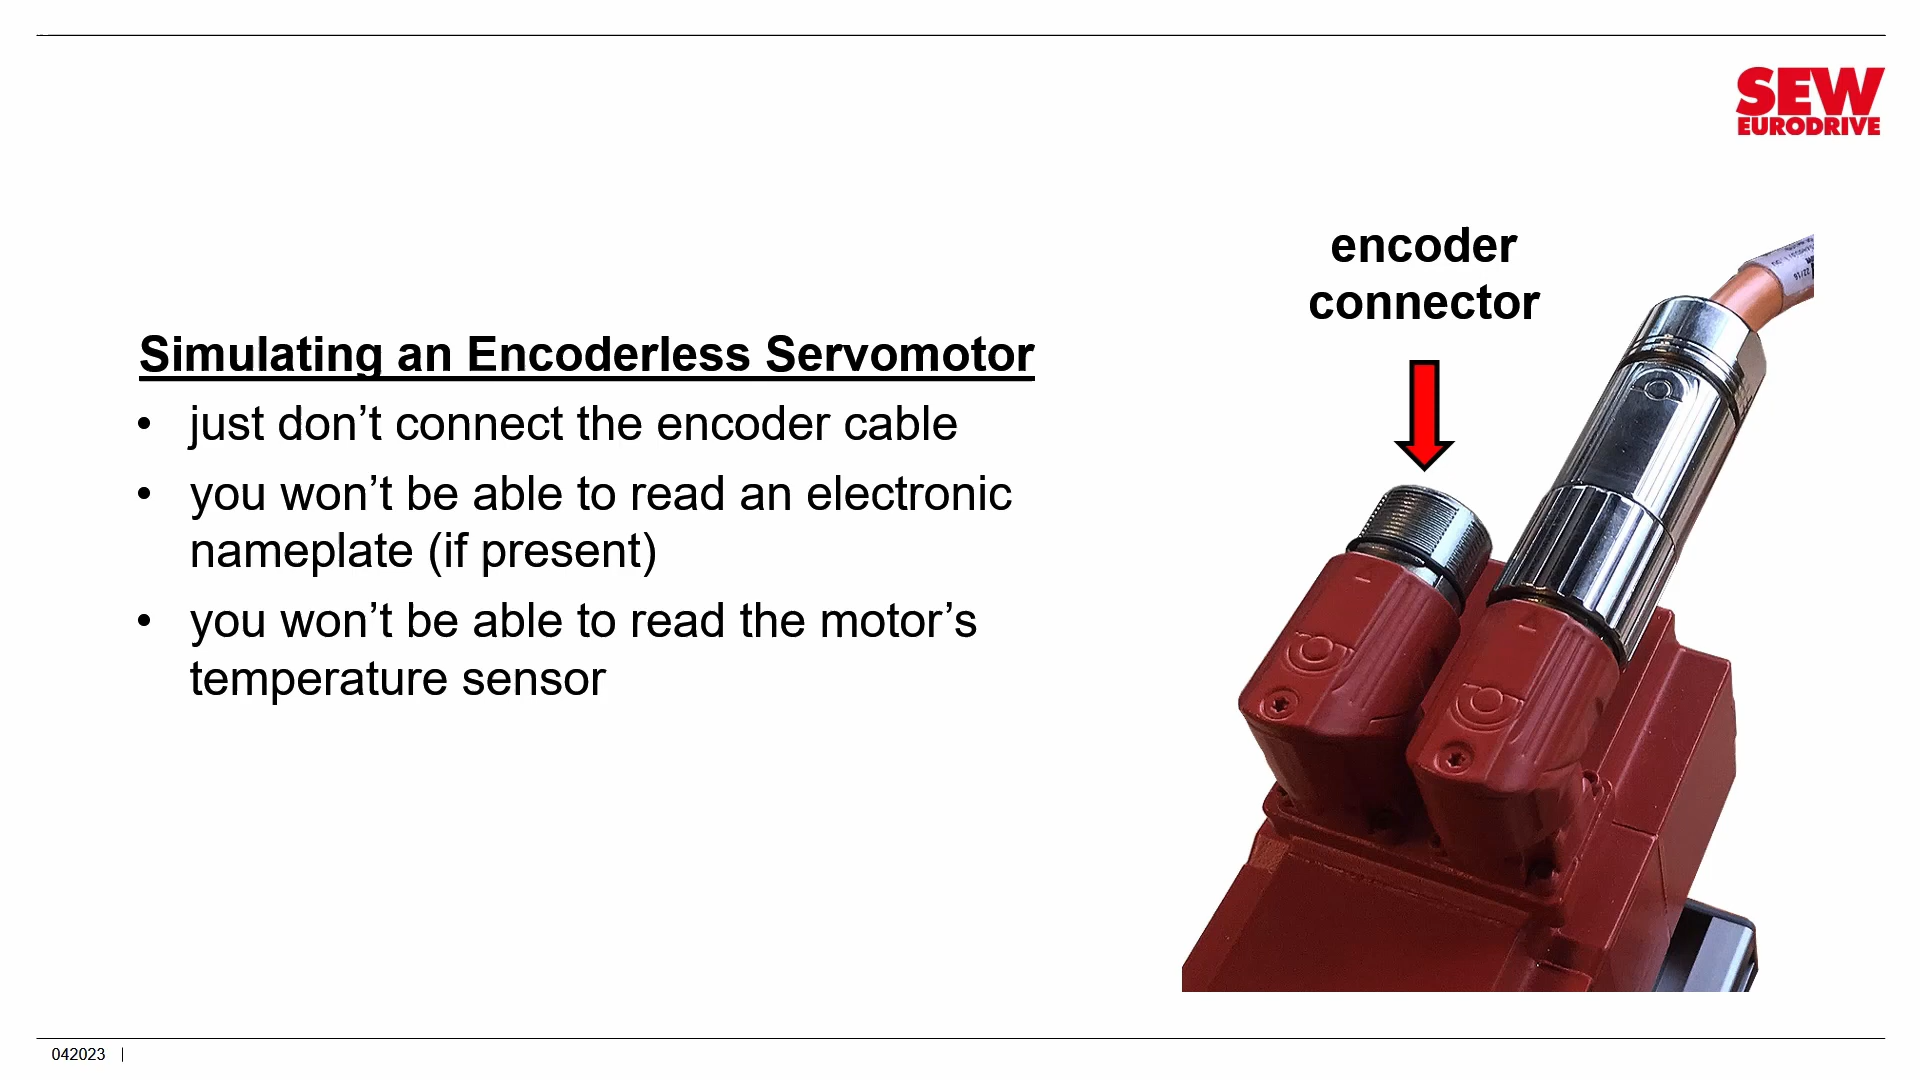 SEW
EURODRIVE
encoder
connector
Simulating an Encoderless Servomotor
• just don’t connect the encoder cable
• you won’t be able to read an electronic
nameplate (if present)
• you won’t be able to read the motor’s
temperature sensor
042023 |